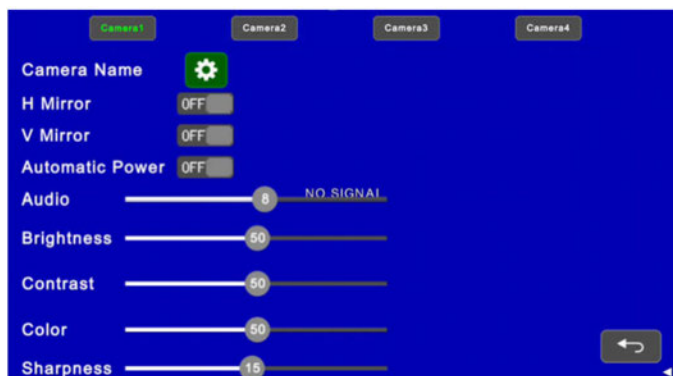 Camera1 Camera2 Camera3 Camera4
Camera Name
H Mirror OFF
V Mirror OFF
Automatic Power OFF
Audio 8 NO SIGNAL
Brightness 50
Contrast 50
Color 50
Sharpness 15